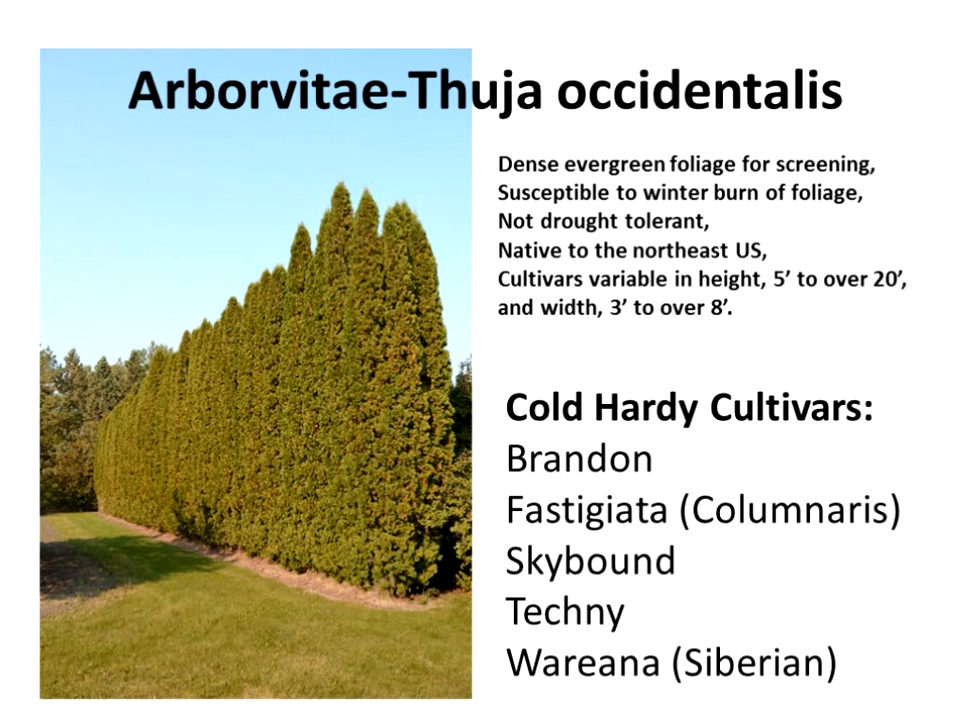 Arborvitae-Thuja occidentalis
Dense evergreen foliage for screening,
Susceptible to winter burn of foliage,
Not drought tolerant,
Native to the northeast US,
Cultivars variable in height, 5’ to over 20’,
and width, 3’ to over 8’.
Cold Hardy Cultivars:
Brandon
Fastigiata (Columnaris)
Skybound
Techny
Wareana (Siberian)